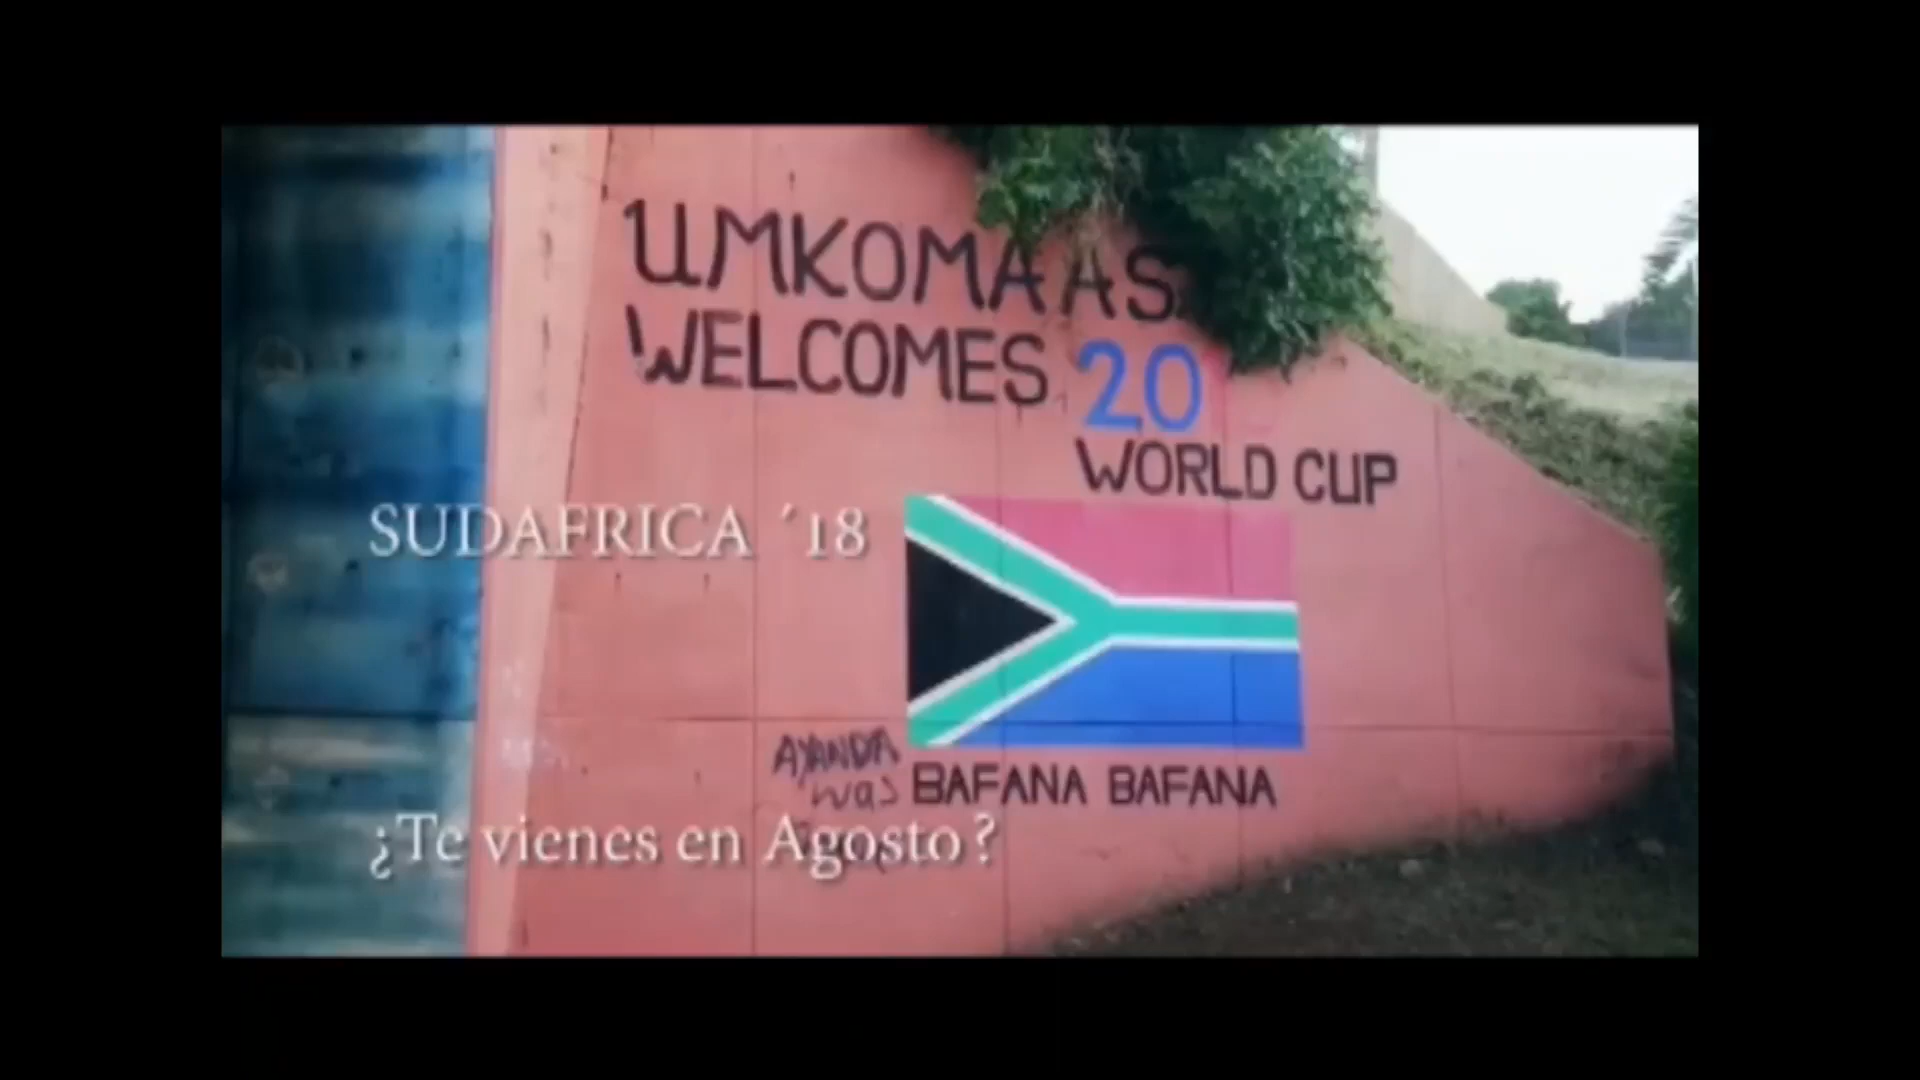 UMKOMAAS
WELCOMES 20
WORLD CUP
SUDAFRICA ´18
AYANDA
was
BAFANA BAFANA
¿Te vienes en Agosto?